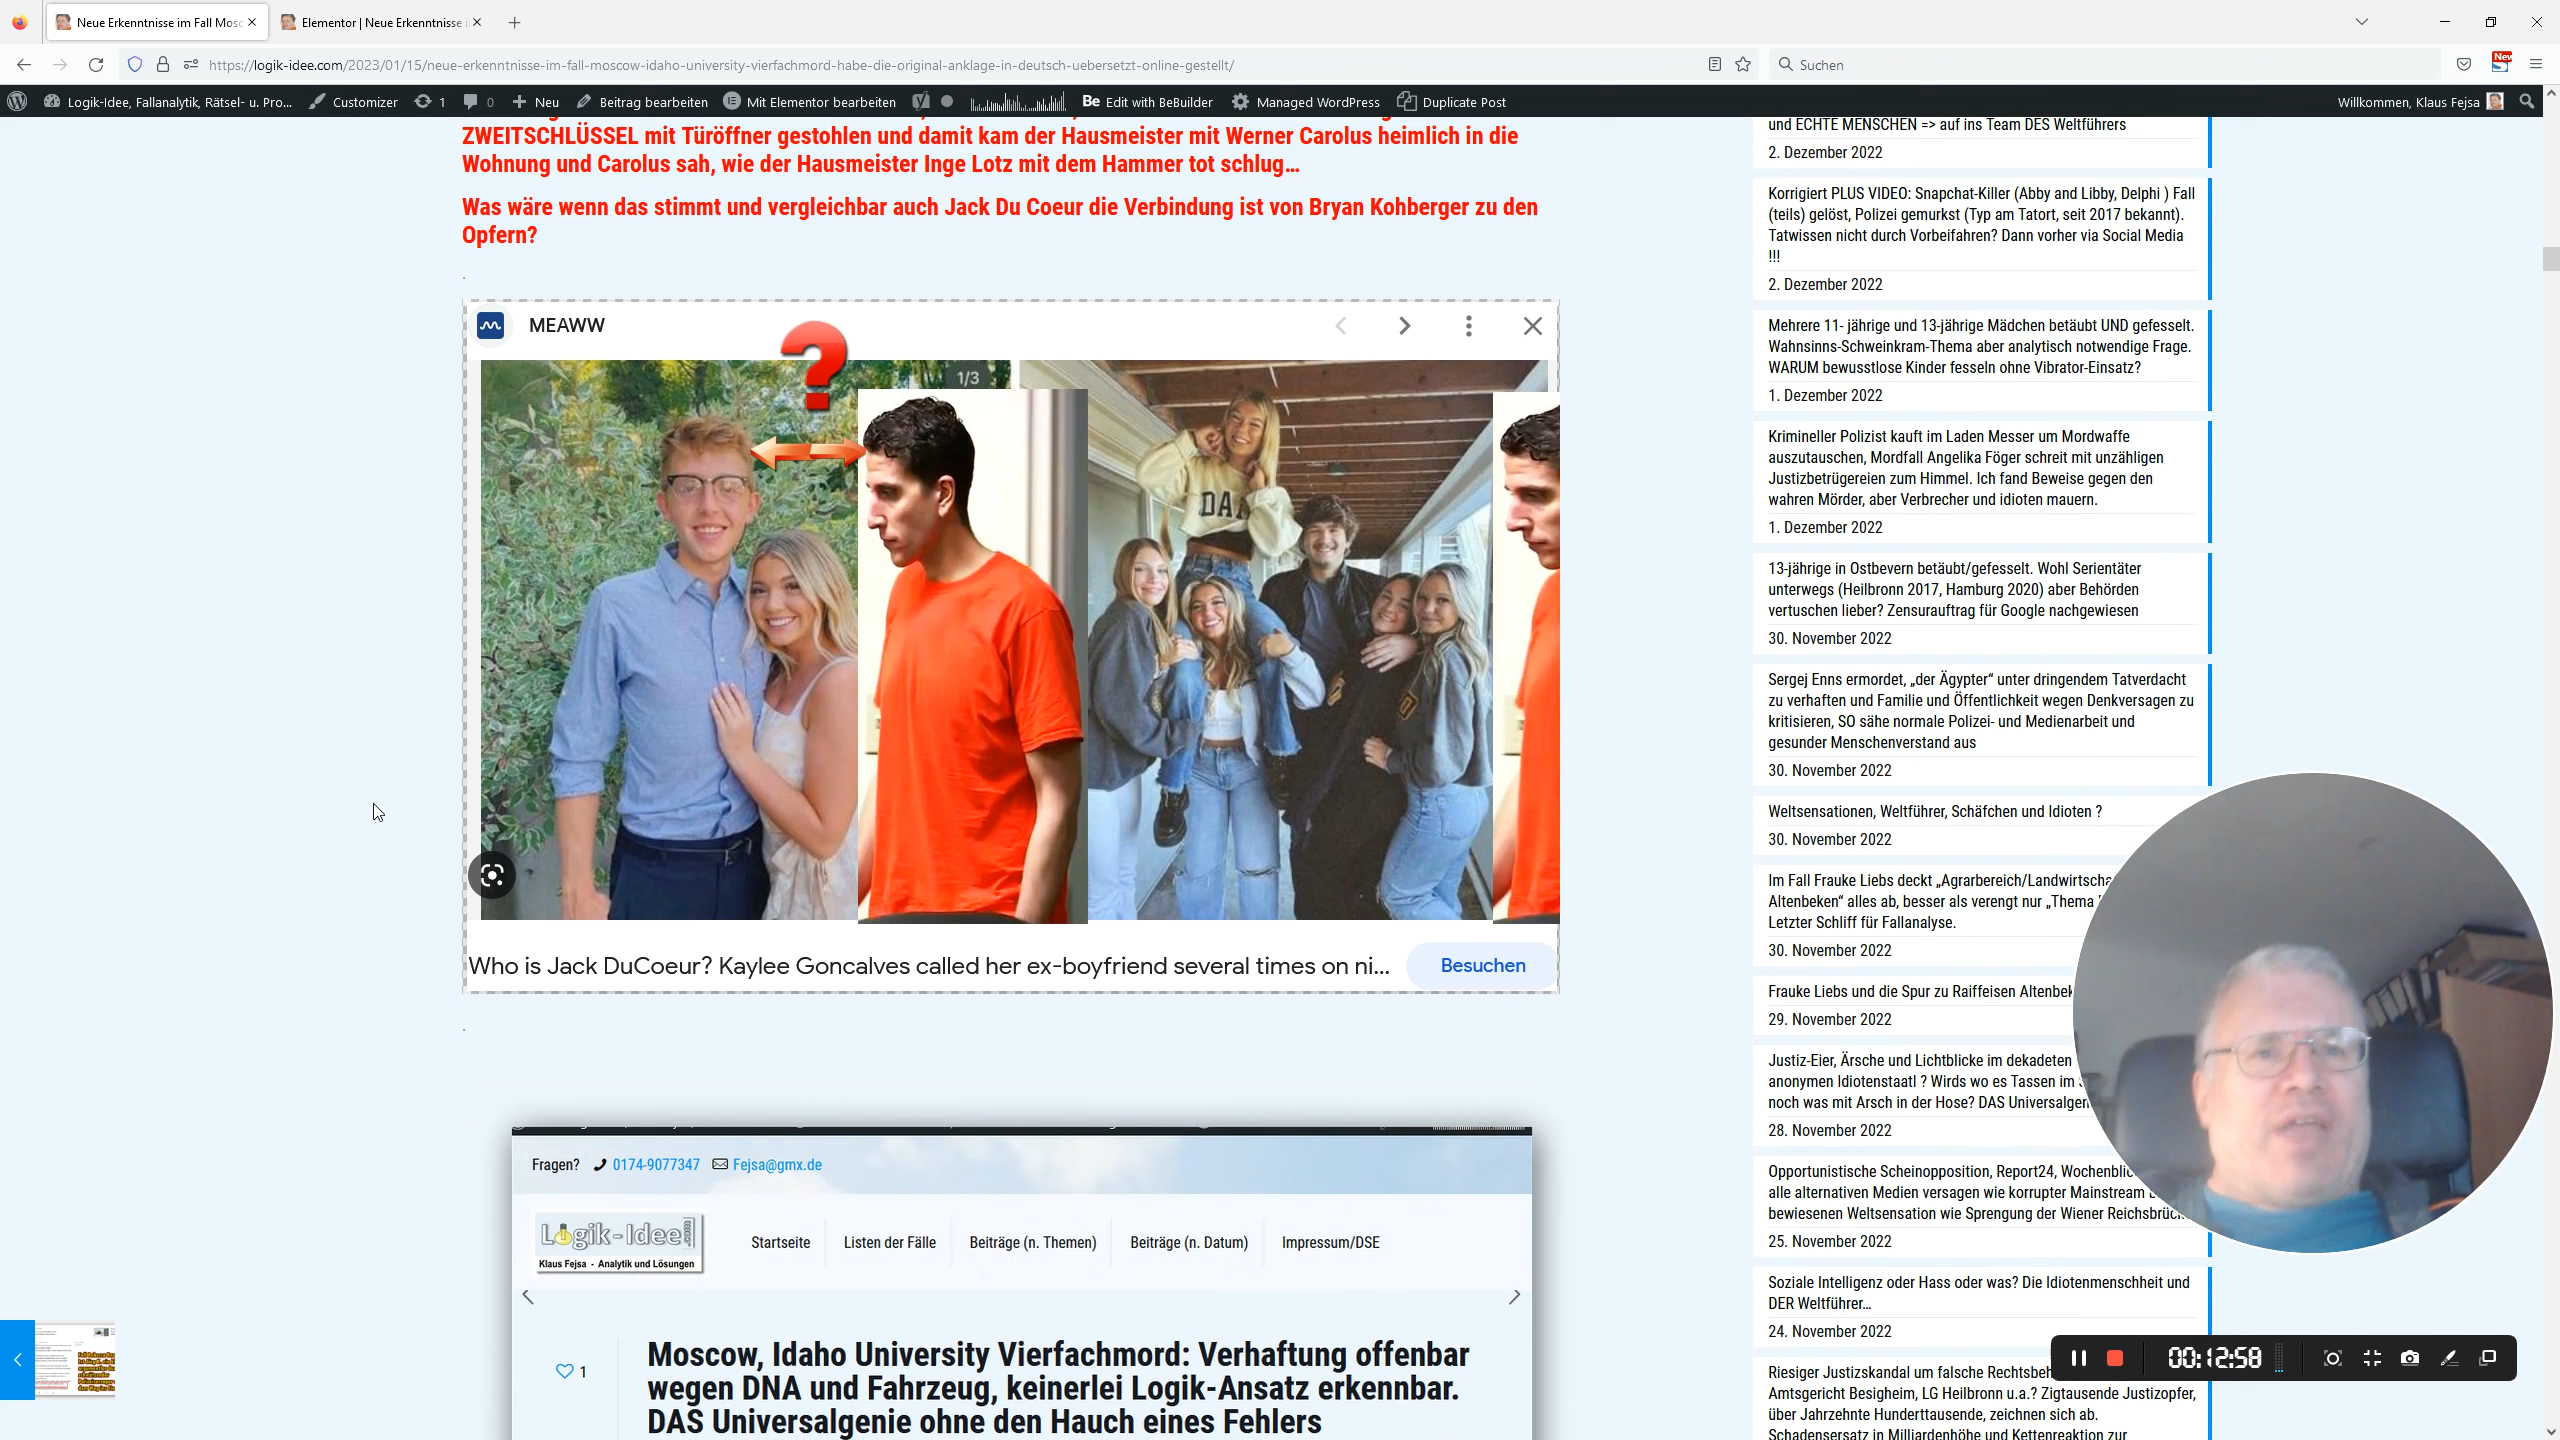 Neue Erkenntnisse im Fall Mosc
Elementor | Neue Erkenntnisse i
https://logik-idee.com/2023/01/15/neue-erkenntnisse-im-fall-moscow-idaho-university-vierfachmord-habe-die-original-anklage-in-deutsch-uebersetzt-online-gestellt/
Suchen
New
Logik-Idee, Fallanalytik, Rätsel- u. Pro...
Customizer
1
0
Neu
Beitrag bearbeiten
Mit Elementor bearbeiten
Be Edit with BeBuilder
Managed WordPress
Duplicate Post
Willkommen, Klaus Fejsa
ZWEITSCHLÜSSEL mit Türöffner gestohlen und damit kam der Hausmeister mit Werner Carolus heimlich in die
Wohnung und Carolus sah, wie der Hausmeister Inge Lotz mit dem Hammer tot schlug...
Was wäre wenn das stimmt und vergleichbar auch Jack Du Coeur die Verbindung ist von Bryan Kohberger zu den
Opfern?
.
MEAWW
?
1/3
DA
Who is Jack DuCoeur? Kaylee Goncalves called her ex-boyfriend several times on ni...
Besuchen
.
Fragen? 0174-9077347 Fejsa@gmx.de
Logik-Idee
Klaus Fejsa - Analytik und Lösungen
Startseite
Listen der Fälle
Beiträge (n. Themen)
Beiträge (n. Datum)
Impressum/DSE
1
Moscow, Idaho University Vierfachmord: Verhaftung offenbar
wegen DNA und Fahrzeug, keinerlei Logik-Ansatz erkennbar.
DAS Universalgenie ohne den Hauch eines Fehlers
und ECHTE MENSCHEN => auf ins Team DES Weltführers
2. Dezember 2022
Korrigiert PLUS VIDEO: Snapchat-Killer (Abby and Libby, Delphi ) Fall
(teils) gelöst, Polizei gemurkst (Typ am Tatort, seit 2017 bekannt).
Tatwissen nicht durch Vorbeifahren? Dann vorher via Social Media
!!!
2. Dezember 2022
Mehrere 11- jährige und 13-jährige Mädchen betäubt UND gefesselt.
Wahnsinns-Schweinkram-Thema aber analytisch notwendige Frage.
WARUM bewusstlose Kinder fesseln ohne Vibrator-Einsatz?
1. Dezember 2022
Krimineller Polizist kauft im Laden Messer um Mordwaffe
auszutauschen, Mordfall Angelika Föger schreit mit unzähligen
Justizbetrügereien zum Himmel. Ich fand Beweise gegen den
wahren Mörder, aber Verbrecher und idioten mauern.
1. Dezember 2022
13-jährige in Ostbevern betäubt/gefesselt. Wohl Serientäter
unterwegs (Heilbronn 2017, Hamburg 2020) aber Behörden
vertuschen lieber? Zensurauftrag für Google nachgewiesen
30. November 2022
Sergej Enns ermordet, „der Ägypter“ unter dringendem Tatverdacht
zu verhaften und Familie und Öffentlichkeit wegen Denkversagen zu
kritisieren, SO sähe normale Polizei- und Medienarbeit und
gesunder Menschenverstand aus
30. November 2022
Weltsensationen, Weltführer, Schäfchen und Idioten ?
30. November 2022
Im Fall Frauke Liebs deckt „Agrarbereich/Landwirtscha
Altenbeken“ alles ab, besser als verengt nur „Thema
Letzter Schliff für Fallanalyse.
30. November 2022
Frauke Liebs und die Spur zu Raiffeisen Altenbek
29. November 2022
Justiz-Eier, Ärsche und Lichtblicke im dekadeten
anonymen Idiotenstaatl ? Wirds wo es Tassen im
noch was mit Arsch in der Hose? DAS Universalgen
28. November 2022
Opportunistische Scheinopposition, Report24, Wochenblic
alle alternativen Medien versagen wie korrupter Mainstream
bewiesenen Weltsensation wie Sprengung der Wiener Reichsbrück
25. November 2022
Soziale Intelligenz oder Hass oder was? Die Idiotenmenschheit und
DER Weltführer...
24. November 2022
Riesiger Justizskandal um falsche Rechtsbeh
Amtsgericht Besigheim, LG Heilbronn u.a.? Zigtausende Justizopfer,
über Jahrzehnte Hunderttausende, zeichnen sich ab.
Schadensersatz in Milliardenhöhe und Kettenreaktion zur
00:12:58